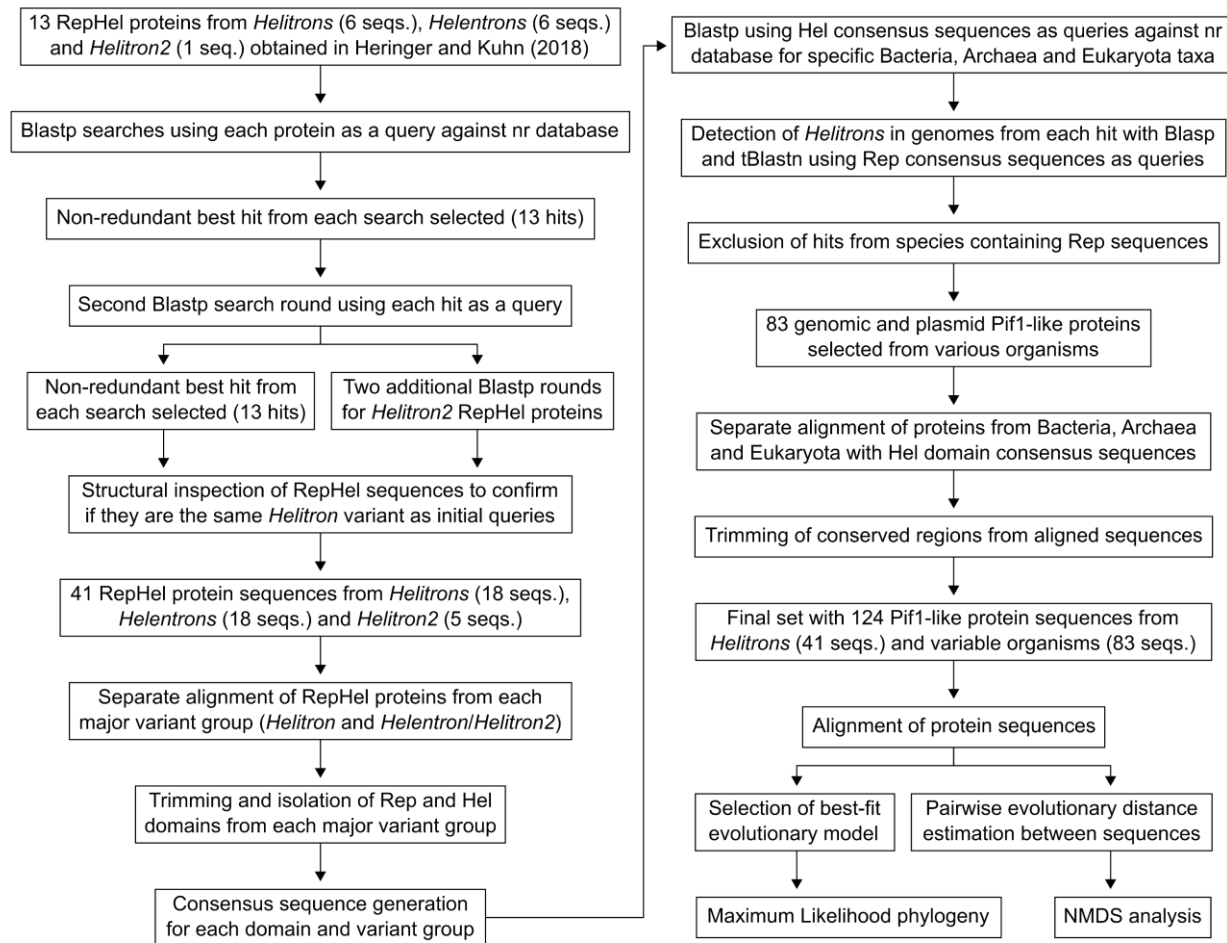 13 RepHel proteins from Helitrons (6 seqs.), Helentrons (6 seqs.)
and Helitron2 (1 seq.) obtained in Heringer and Kuhn (2018)
Blastp searches using each protein as a query against nr database
Non-redundant best hit from each search selected (13 hits)
Second Blastp search round using each hit as a query
Non-redundant best hit from
each search selected (13 hits)
Two additional Blastp rounds
for Helitron2 RepHel proteins
Structural inspection of RepHel sequences to confirm
if they are the same Helitron variant as initial queries
41 RepHel protein sequences from Helitrons (18 seqs.),
Helentrons (18 seqs.) and Helitron2 (5 seqs.)
Separate alignment of RepHel proteins from each
major variant group (Helitron and Helentron/Helitron2)
Trimming and isolation of Rep and Hel
domains from each major variant group
Consensus sequence generation
for each domain and variant group
Blastp using Hel consensus sequences as queries against nr
database for specific Bacteria, Archaea and Eukaryota taxa
Detection of Helitrons in genomes from each hit with Blasp
and tBlastn using Rep consensus sequences as queries
Exclusion of hits from species containing Rep sequences
83 genomic and plasmid Pif1-like proteins
selected from various organisms
Separate alignment of proteins from Bacteria, Archaea
and Eukaryota with Hel domain consensus sequences
Trimming of conserved regions from aligned sequences
Final set with 124 Pif1-like protein sequences from
Helitrons (41 seqs.) and variable organisms (83 seqs.)
Alignment of protein sequences
Selection of best-fit
evolutionary model
Pairwise evolutionary distance
estimation between sequences
Maximum Likelihood phylogeny
NMDS analysis